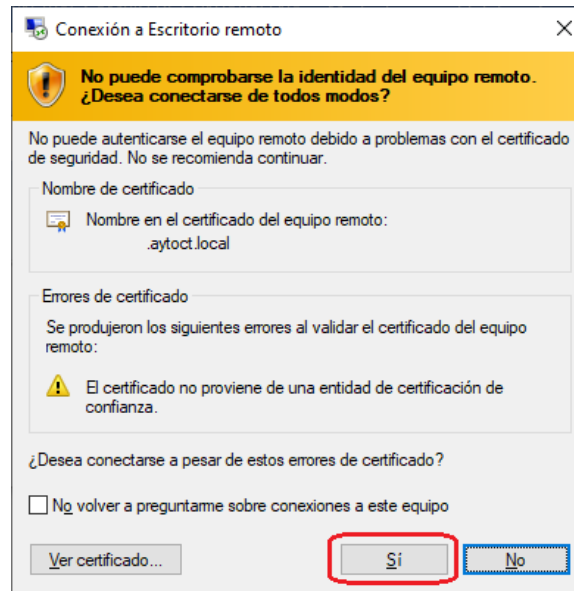 Conexión a Escritorio remoto
No puede comprobarse la identidad del equipo remoto.
¿Desea conectarse de todos modos?
No puede autenticarse el equipo remoto debido a problemas con el certificado
de seguridad. No se recomienda continuar.
Nombre de certificado
Nombre en el certificado del equipo remoto:
.aytoct.local
Errores de certificado
Se produjeron los siguientes errores al validar el certificado del equipo
remoto:
El certificado no proviene de una entidad de certificación de
confianza.
¿Desea conectarse a pesar de estos errores de certificado?
No volver a preguntarme sobre conexiones a este equipo
Ver certificado... Sí No